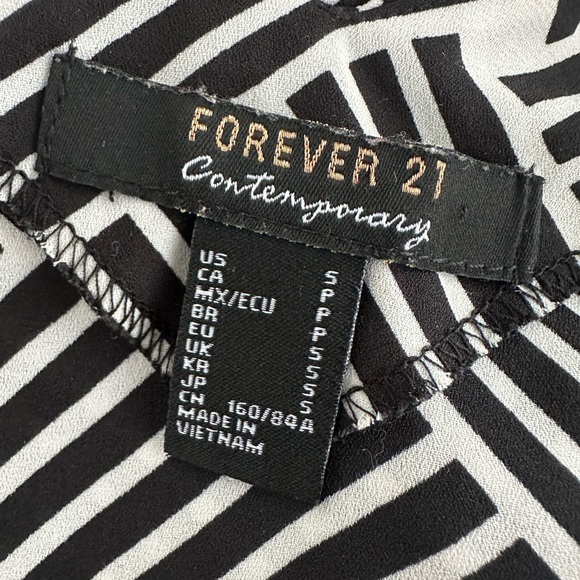 FOREVER 21
Contemporary
US S
CA P
MX/ECU P
BR P
EU S
UK S
KR S
JP S
CN 160/84A
MADE IN
VIETNAM